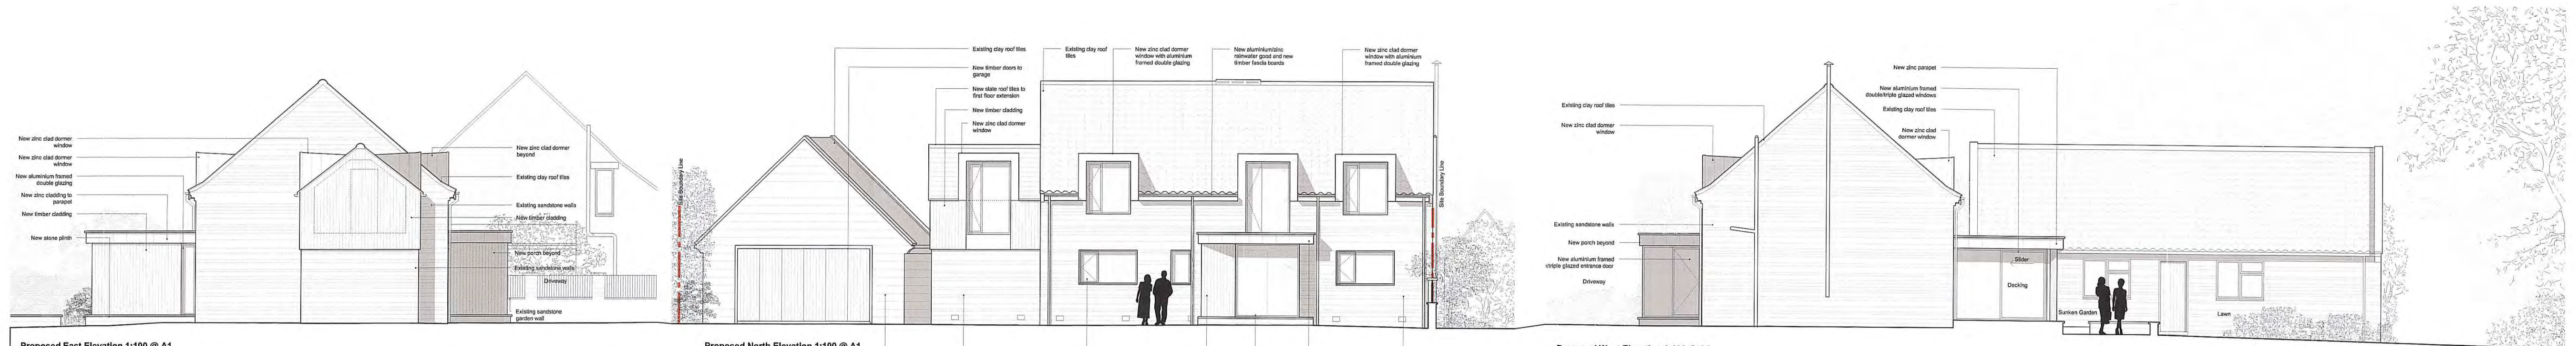 New zinc clad dormer
window
New zinc clad dormer
window
New aluminium framed
double glazing
New zinc cladding to
parapet
New timber cladding
New stone plinth
New zinc clad dormer
beyond
Existing clay roof tiles
Existing sandstone walls
New timber cladding
New porch beyond
Existing sandstone walls
Driveway
Existing sandstone
garden wall
Proposed East Elevation 1:100 @ A1
Site Boundary Line
Existing clay roof tiles
New timber doors to
garage
New slate roof tiles to
first floor extension
New timber cladding
New zinc clad dormer
window
Existing clay roof
tiles
New zinc clad dormer
window with aluminium
framed double glazing
New aluminium/zinc
rainwater good and new
timber fascia boards
New zinc clad dormer
window with aluminium
framed double glazing
Site Boundary Line
Proposed North Elevation 1:100 @ A1
Existing clay roof tiles
New zinc clad dormer
window
Existing sandstone walls
New porch beyond
New aluminium framed
triple glazed entrance door
Driveway
New zinc parapet
New aluminium framed
double/triple glazed windows
Existing clay roof tiles
New zinc clad
dormer window
Slider
Decking
Sunken Garden
Lawn